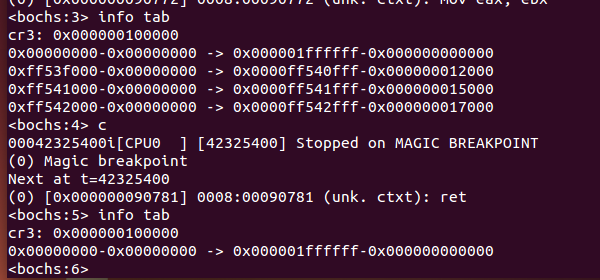 (0) [0x000000090772] 0008:00090772 (unk. ctxt): mov eax, ebx
<bochs:3> info tab
cr3: 0x000000100000
0x00000000-0x00000000 -> 0x000001ffffff-0x000000000000
0xff53f000-0x00000000 -> 0x0000ff540fff-0x000000012000
0xff541000-0x00000000 -> 0x0000ff541fff-0x000000015000
0xff542000-0x00000000 -> 0x0000ff542fff-0x000000017000
<bochs:4> c
00042325400i[CPU0  ] [42325400] Stopped on MAGIC BREAKPOINT
(0) Magic breakpoint
Next at t=42325400
(0) [0x000000090781] 0008:00090781 (unk. ctxt): ret
<bochs:5> info tab
cr3: 0x000000100000
0x00000000-0x00000000 -> 0x000001ffffff-0x000000000000
<bochs:6>